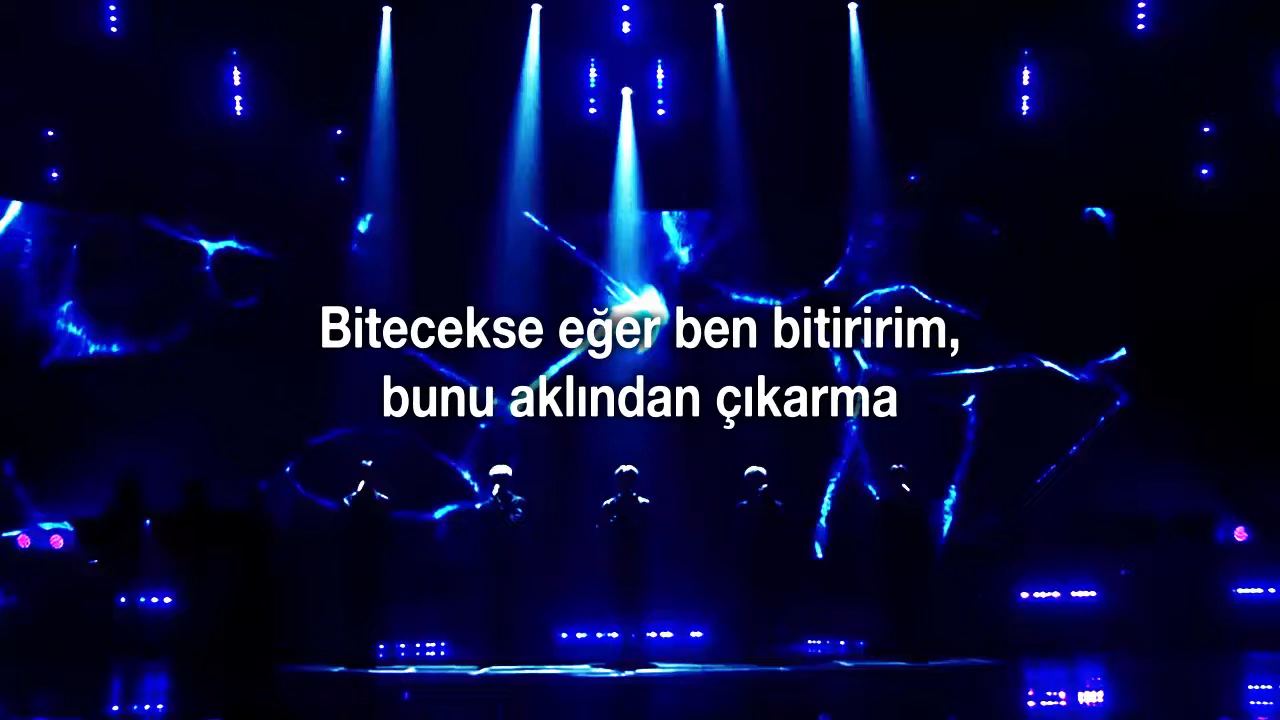 Bitecekse eğer ben bitiririm,
bunu aklından çıkarma